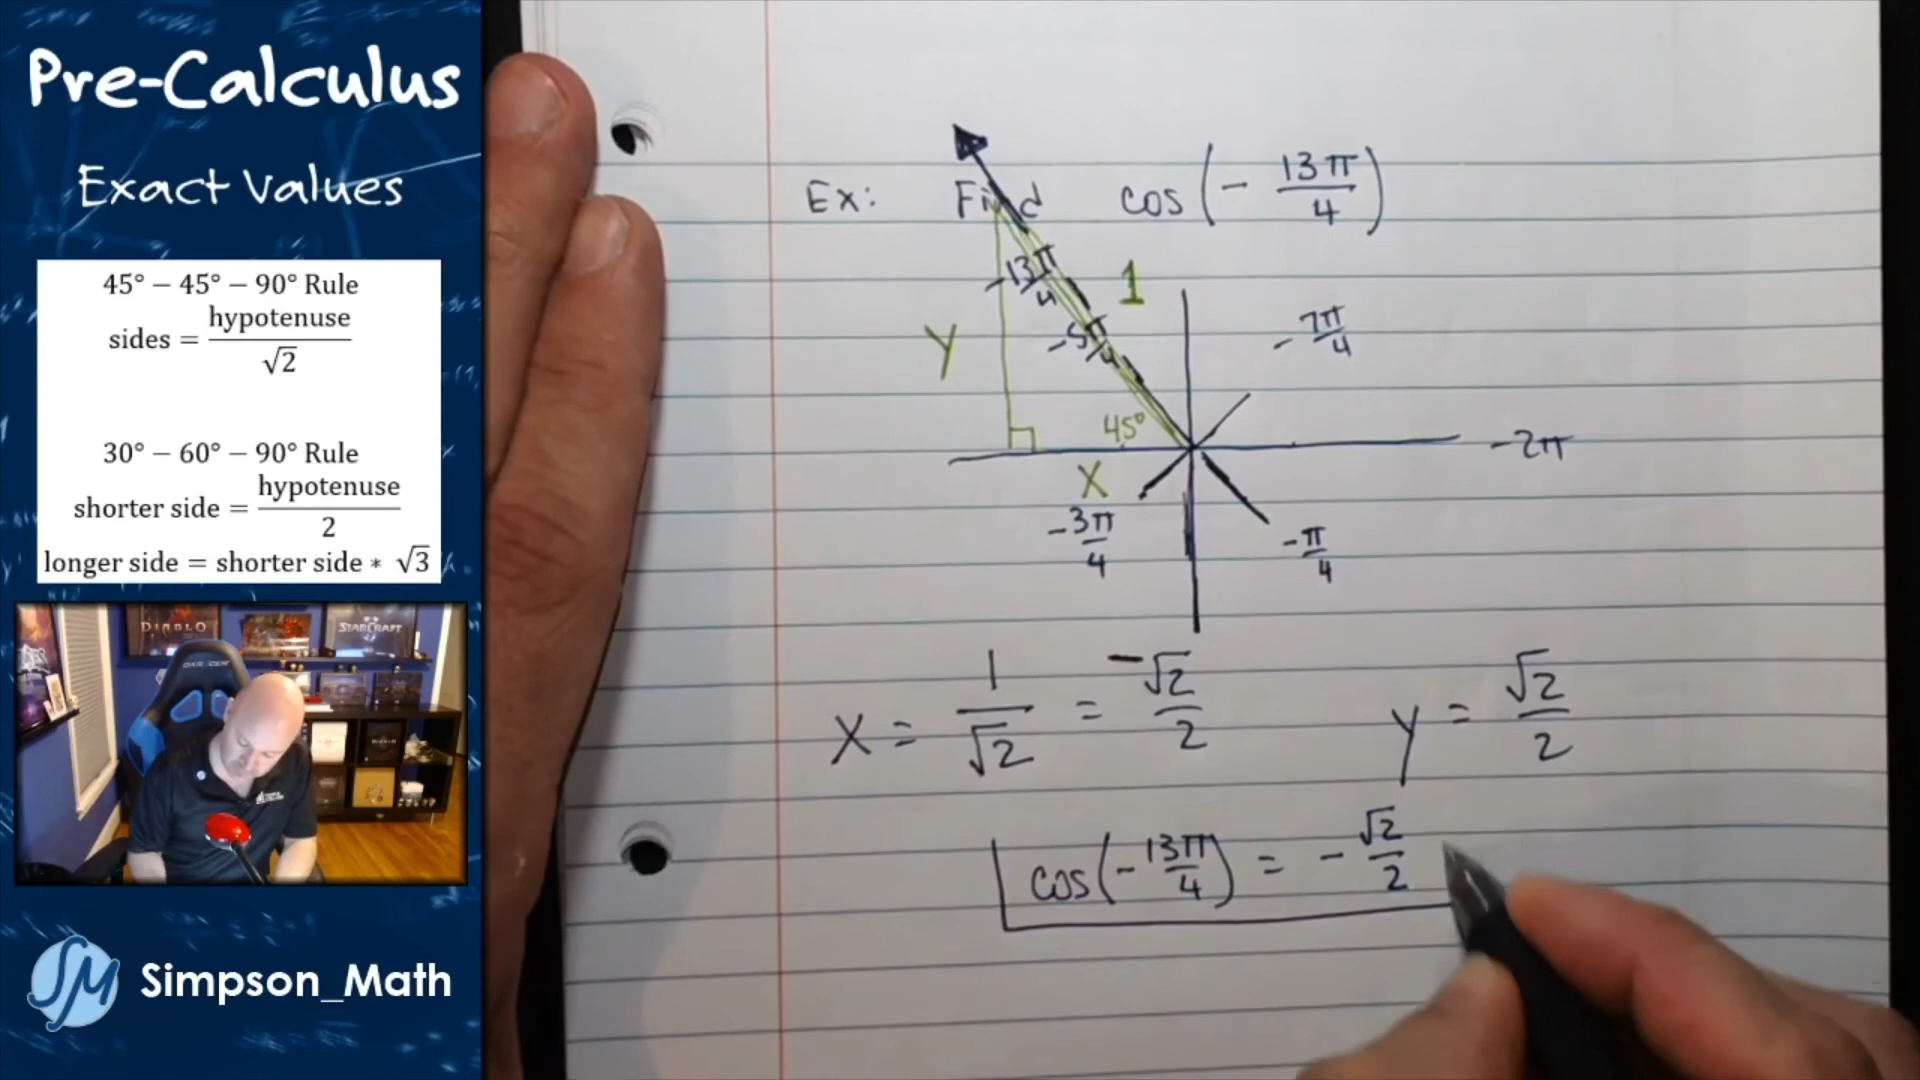 Pre-Calculus
Exact Values
45° – 45° – 90° Rule
sides = hypotenuse / √2
30° – 60° – 90° Rule
shorter side = hypotenuse / 2
longer side = shorter side * √3
DIABLO
STARCRAFT
Simpson_Math
Ex: Find cos(- 13π/4)
-13π/4
1
-5π/4
-7π/4
Y
45°
-2π
X
-3π/4
-π/4
X = 1/√2 = -√2/2
y = √2/2
cos(-13π/4) = -√2/2